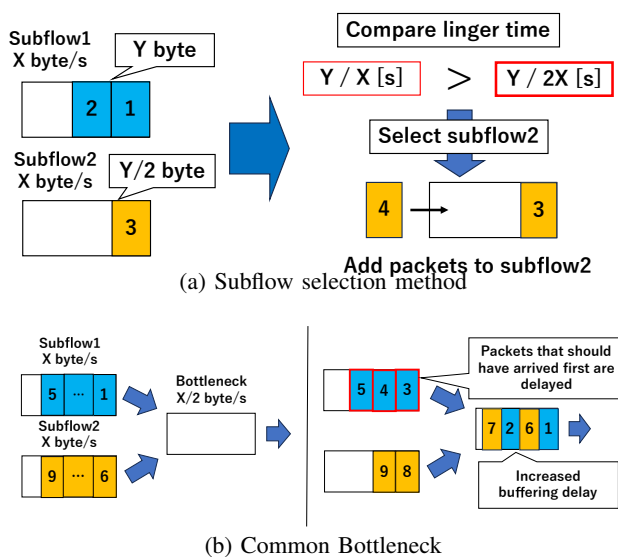 Subflow1
X byte/s
Y byte
2 1
Subflow2
X byte/s
Y/2 byte
3
Compare linger time
Y / X [s] > Y / 2X [s]
Select subflow2
4 3
Add packets to subflow2
(a) Subflow selection method
Subflow1
X byte/s
5 ... 1
Subflow2
X byte/s
9 ... 6
Bottleneck
X/2 byte/s
Packets that should
have arrived first are
delayed
5 4 3
7 2 6 1
9 8
Increased
buffering delay
(b) Common Bottleneck